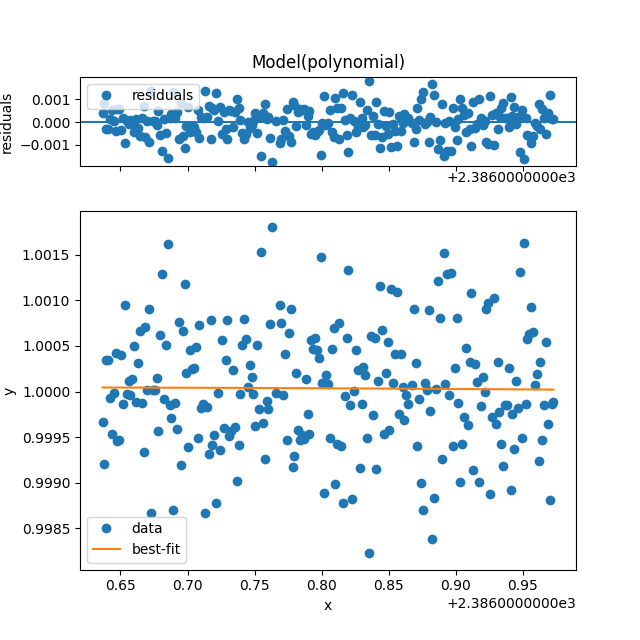 Model(polynomial)
residuals
0.001
0.000
−0.001
residuals
+2.3860000000e3
y
1.0015
1.0010
1.0005
1.0000
0.9995
0.9990
0.9985
data
best-fit
0.65 0.70 0.75 0.80 0.85 0.90 0.95
x
+2.3860000000e3